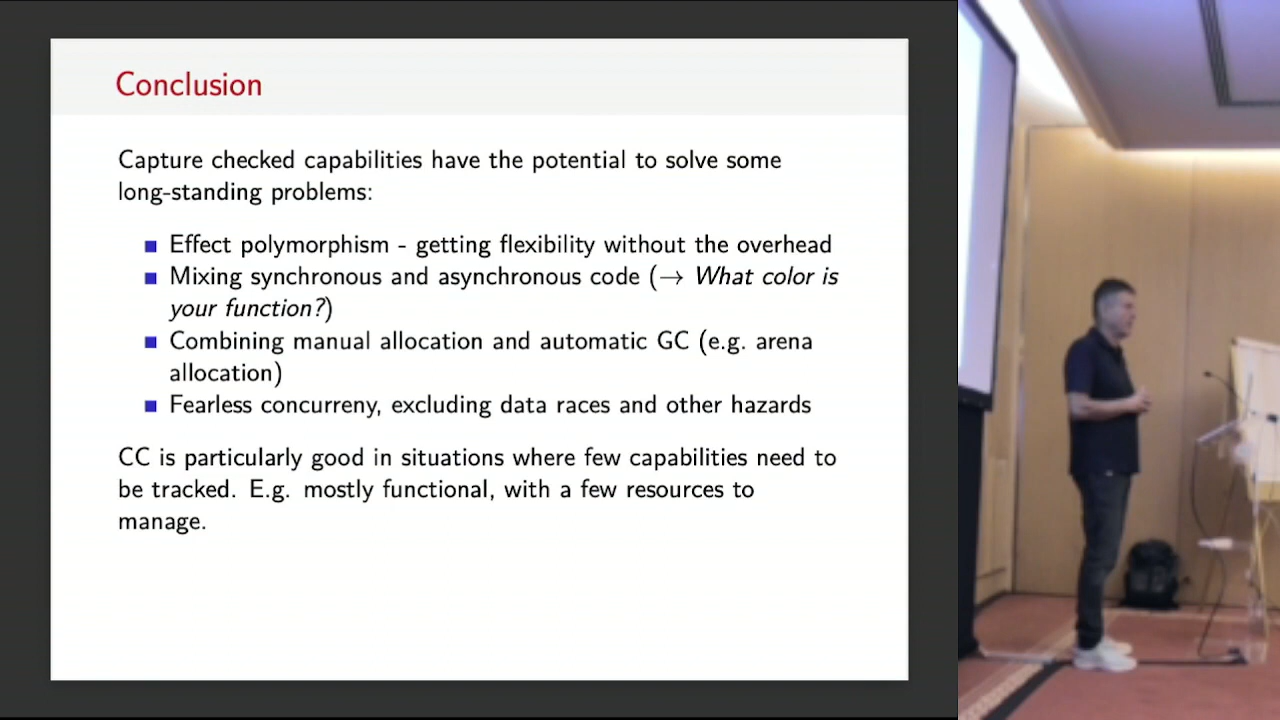 Conclusion
Capture checked capabilities have the potential to solve some
long-standing problems:
Effect polymorphism - getting flexibility without the overhead
Mixing synchronous and asynchronous code (→ What color is
your function?)
Combining manual allocation and automatic GC (e.g. arena
allocation)
Fearless concurreny, excluding data races and other hazards
CC is particularly good in situations where few capabilities need to
be tracked. E.g. mostly functional, with a few resources to
manage.